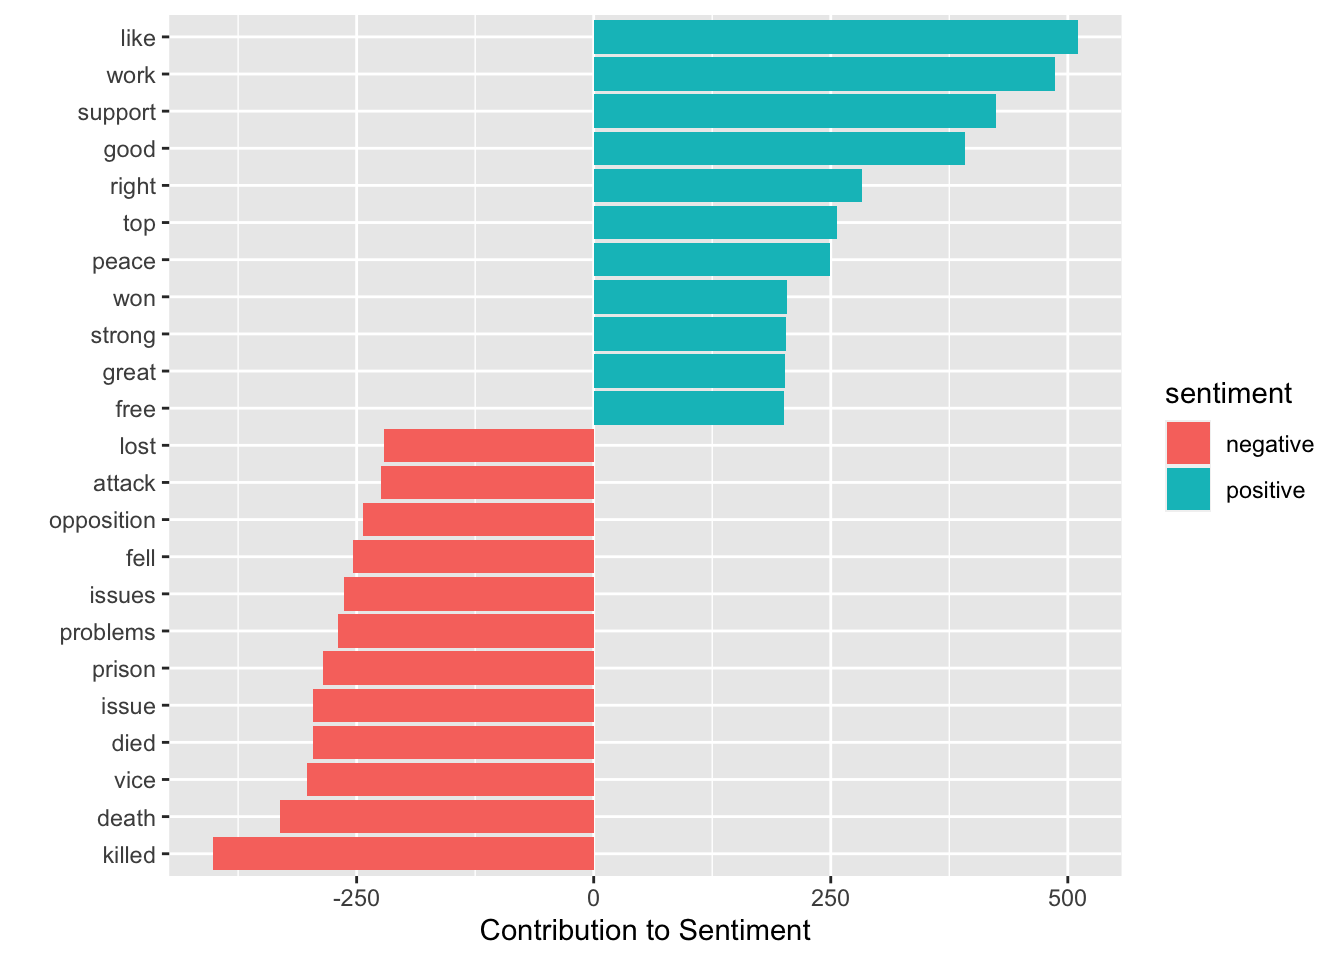 like
work
support
good
right
top
peace
won
strong
great
free
lost
attack
opposition
fell
issues
problems
prison
issue
died
vice
death
killed
-250 0 250 500
Contribution to Sentiment
sentiment
negative
positive